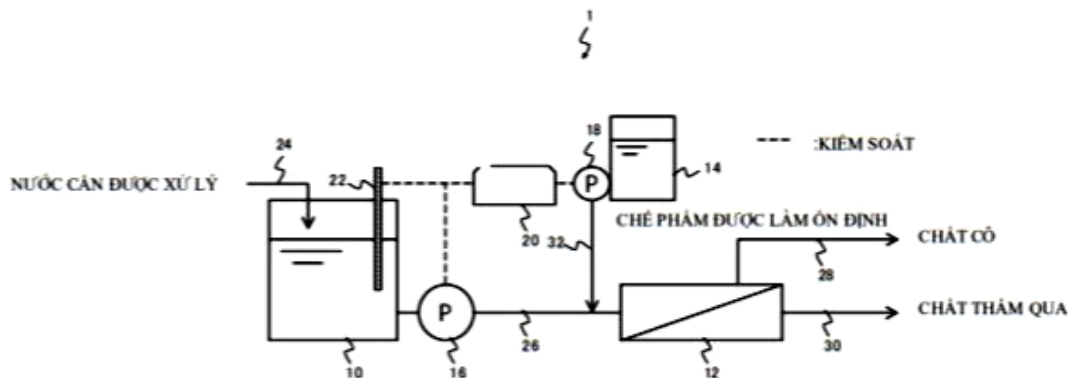 1
24
18
NƯỚC CẦN ĐƯỢC XỬ LÝ
22
P
14
:KIỂM SOÁT
20
CHẾ PHẨM ĐƯỢC LÀM ỔN ĐỊNH
32
28
CHẤT CÔ
P
CHẤT THẤM QUA
10
16
26
12
30